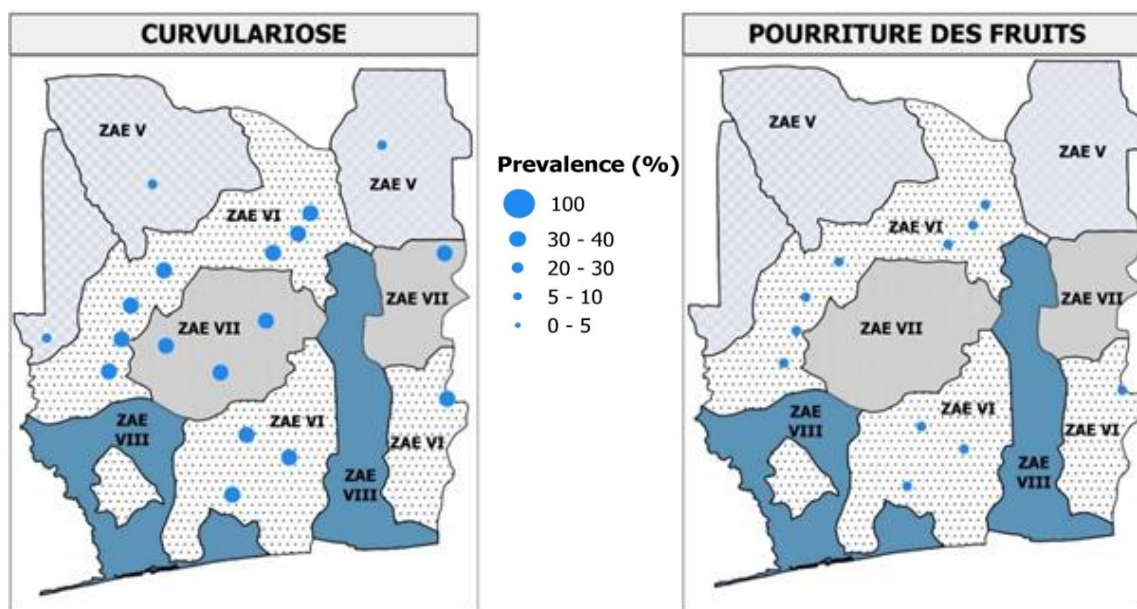 CURVULARIOSE
ZAE V
ZAE V
ZAE VI
ZAE VII
ZAE VII
ZAE
VIII
ZAE VI
ZAE VI
ZAE
VIII
Prevalence (%)
100
30 - 40
20 - 30
5 - 10
0 - 5
POURRITURE DES FRUITS
ZAE V
ZAE V
ZAE VI
ZAE VII
ZAE VII
ZAE
VIII
ZAE VI
ZAE VI
ZAE
VIII